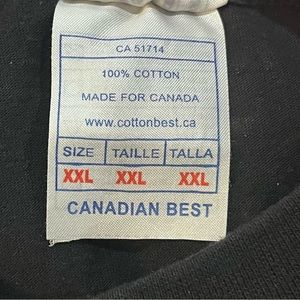 CA 51714
100% COTTON
MADE FOR CANADA
www.cottonbest.ca
SIZE TAILLE TALLA
XXL XXL XXL
CANADIAN BEST